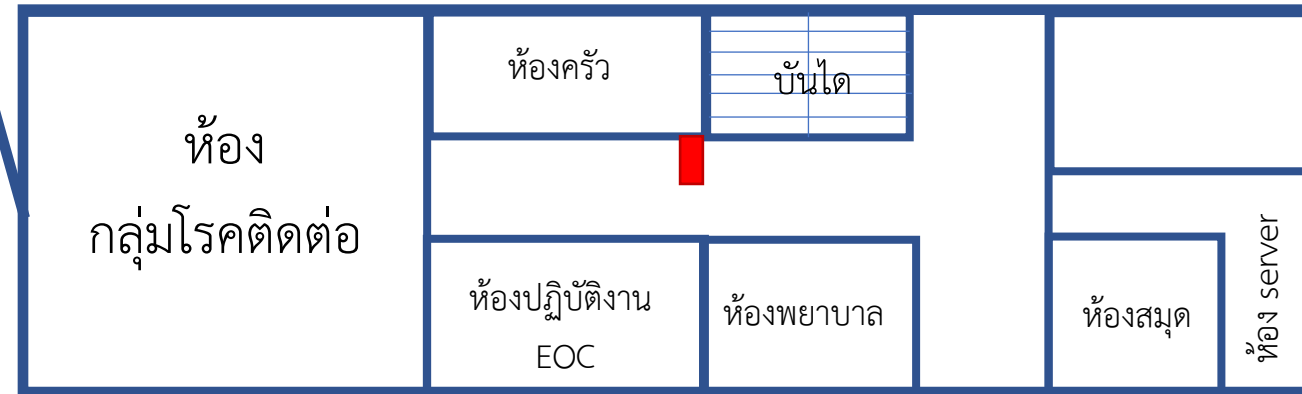 ห้อง
กลุ่มโรคติดต่อ
ห้องครัว
บันได
ห้องปฏิบัติงาน
EOC
ห้องพยาบาล
ห้องสมุด
ห้อง server